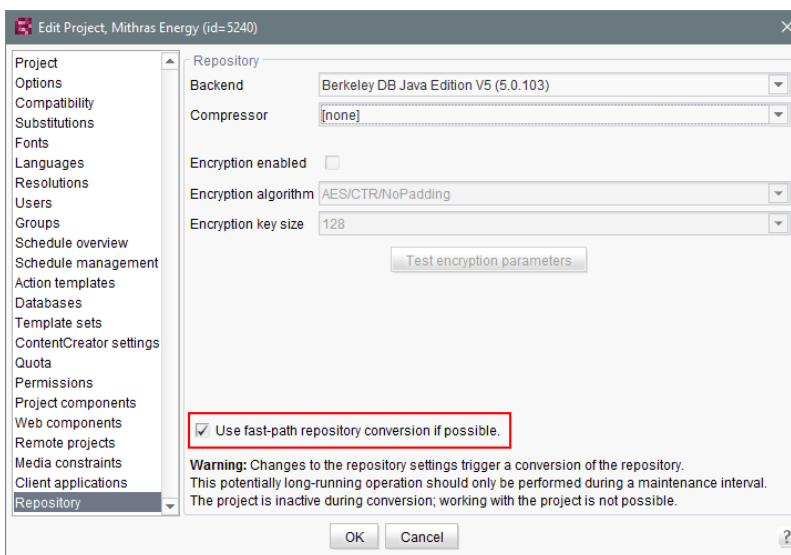 Edit Project, Mithras Energy (id=5240)
Project
Options
Compatibility
Substitutions
Fonts
Languages
Resolutions
Users
Groups
Schedule overview
Schedule management
Action templates
Databases
Template sets
ContentCreator settings
Quota
Permissions
Project components
Web components
Remote projects
Media constraints
Client applications
Repository
Repository
Backend Berkeley DB Java Edition V5 (5.0.103)
Compressor [none]
Encryption enabled
Encryption algorithm AES/CTR/NoPadding
Encryption key size 128
Test encryption parameters
Use fast-path repository conversion if possible.
Warning: Changes to the repository settings trigger a conversion of the repository.
This potentially long-running operation should only be performed during a maintenance interval.
The project is inactive during conversion; working with the project is not possible.
OK Cancel ?